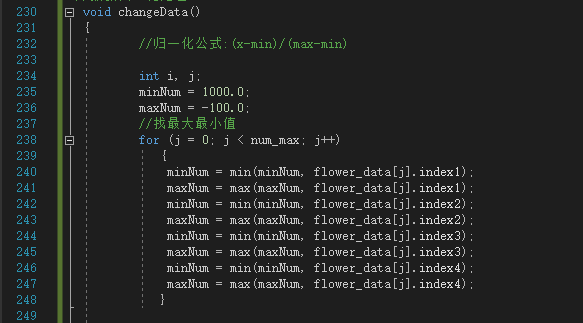 230 void changeData()
231 {
232 //归一化公式:(x-min)/(max-min)
233
234 int i, j;
235 minNum = 1000.0;
236 maxNum = -100.0;
237 //找最大最小值
238 for (j = 0; j < num_max; j++)
239 {
240 minNum = min(minNum, flower_data[j].index1);
241 maxNum = max(maxNum, flower_data[j].index1);
242 minNum = min(minNum, flower_data[j].index2);
243 maxNum = max(maxNum, flower_data[j].index2);
244 minNum = min(minNum, flower_data[j].index3);
245 maxNum = max(maxNum, flower_data[j].index3);
246 minNum = min(minNum, flower_data[j].index4);
247 maxNum = max(maxNum, flower_data[j].index4);
248 }
249